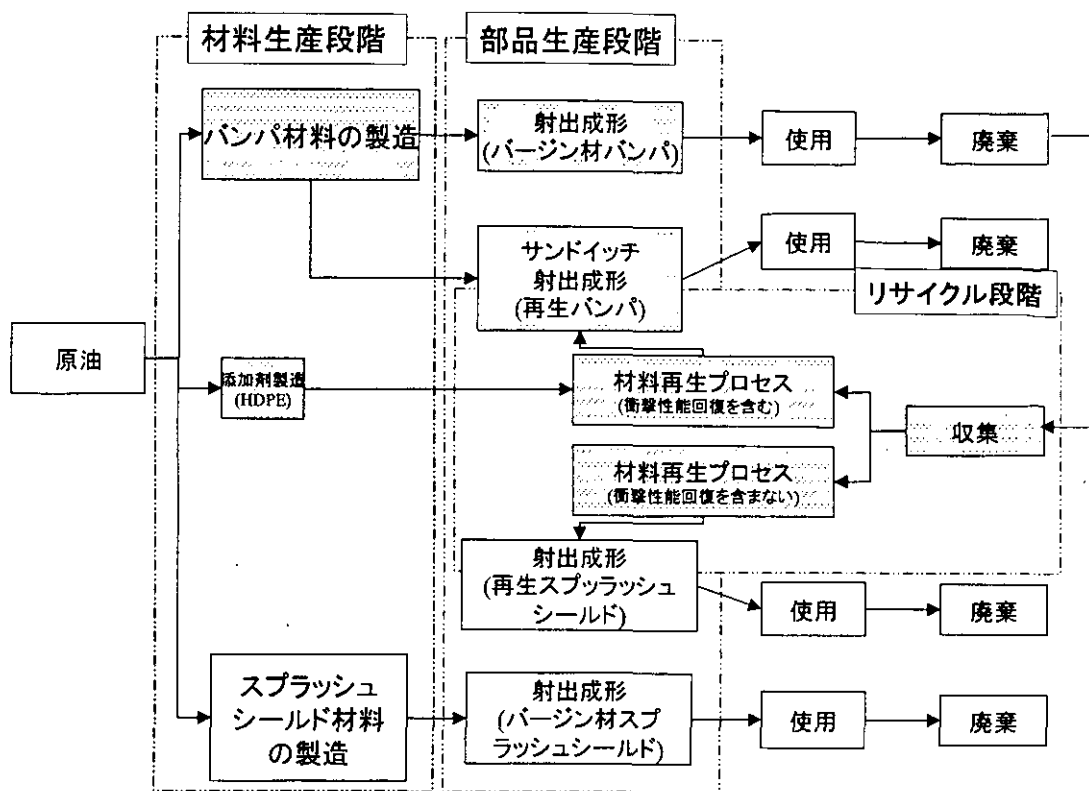 材料生産段階
部品生産段階
バンパ材料の製造
射出成形
(バージン材バンパ)
使用
廃棄
サンドイッチ
射出成形
(再生バンパ)
使用
廃棄
リサイクル段階
原油
添加剤製造
(HDPE)
材料再生プロセス
(衝撃性能回復を含む)
収集
材料再生プロセス
(衝撃性能回復を含まない)
射出成形
(再生スプッラッシュ
シールド)
使用
廃棄
スプラッシュ
シールド材料
の製造
射出成形
(バージン材スプ
ラッシュシールド)
使用
廃棄